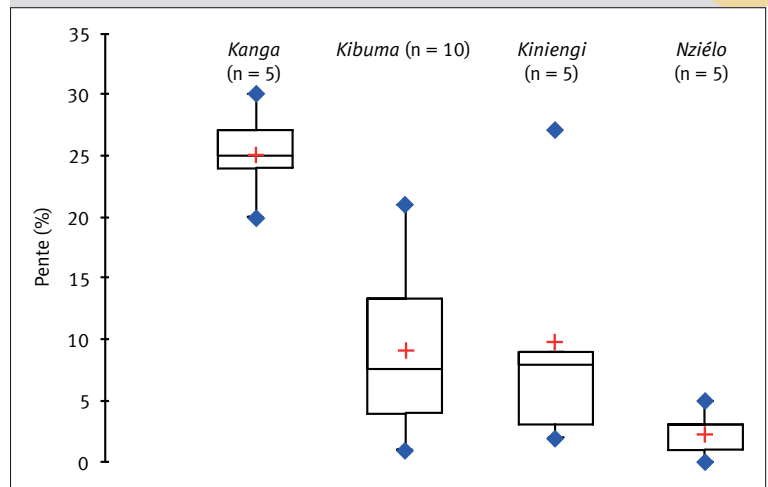 35
30
25
20
15
10
5
0
Pente (%)
Kanga
(n = 5)
Kibuma (n = 10)
Kiniengi
(n = 5)
Nziélo
(n = 5)